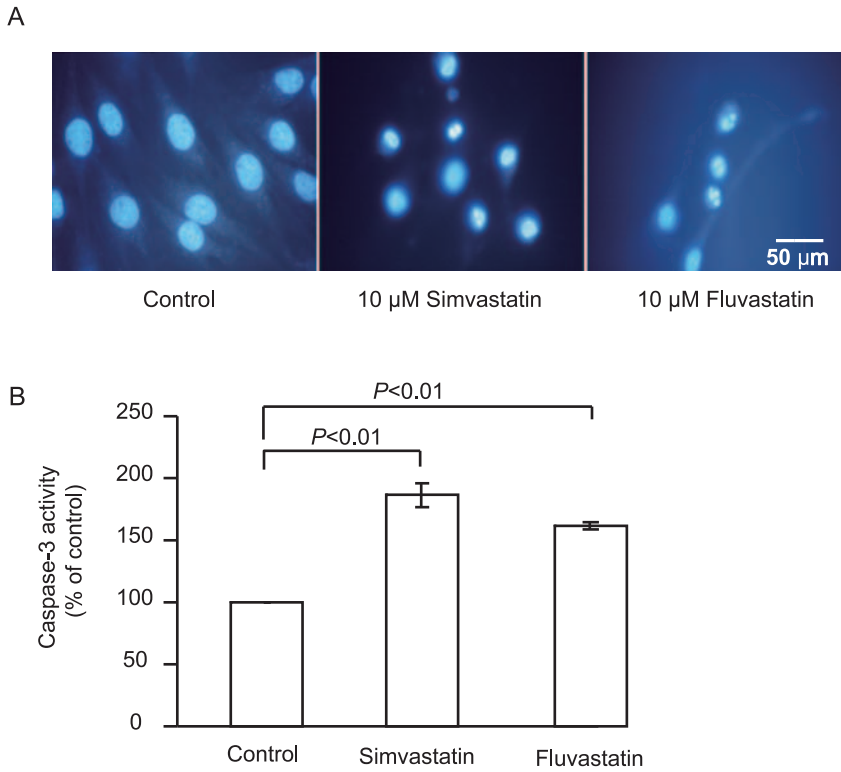 A
50 µm
Control
10 µM Simvastatin
10 µM Fluvastatin
B
P<0.01
P<0.01
250
200
150
100
50
0
Caspase-3 activity
(% of control)
Control
Simvastatin
Fluvastatin